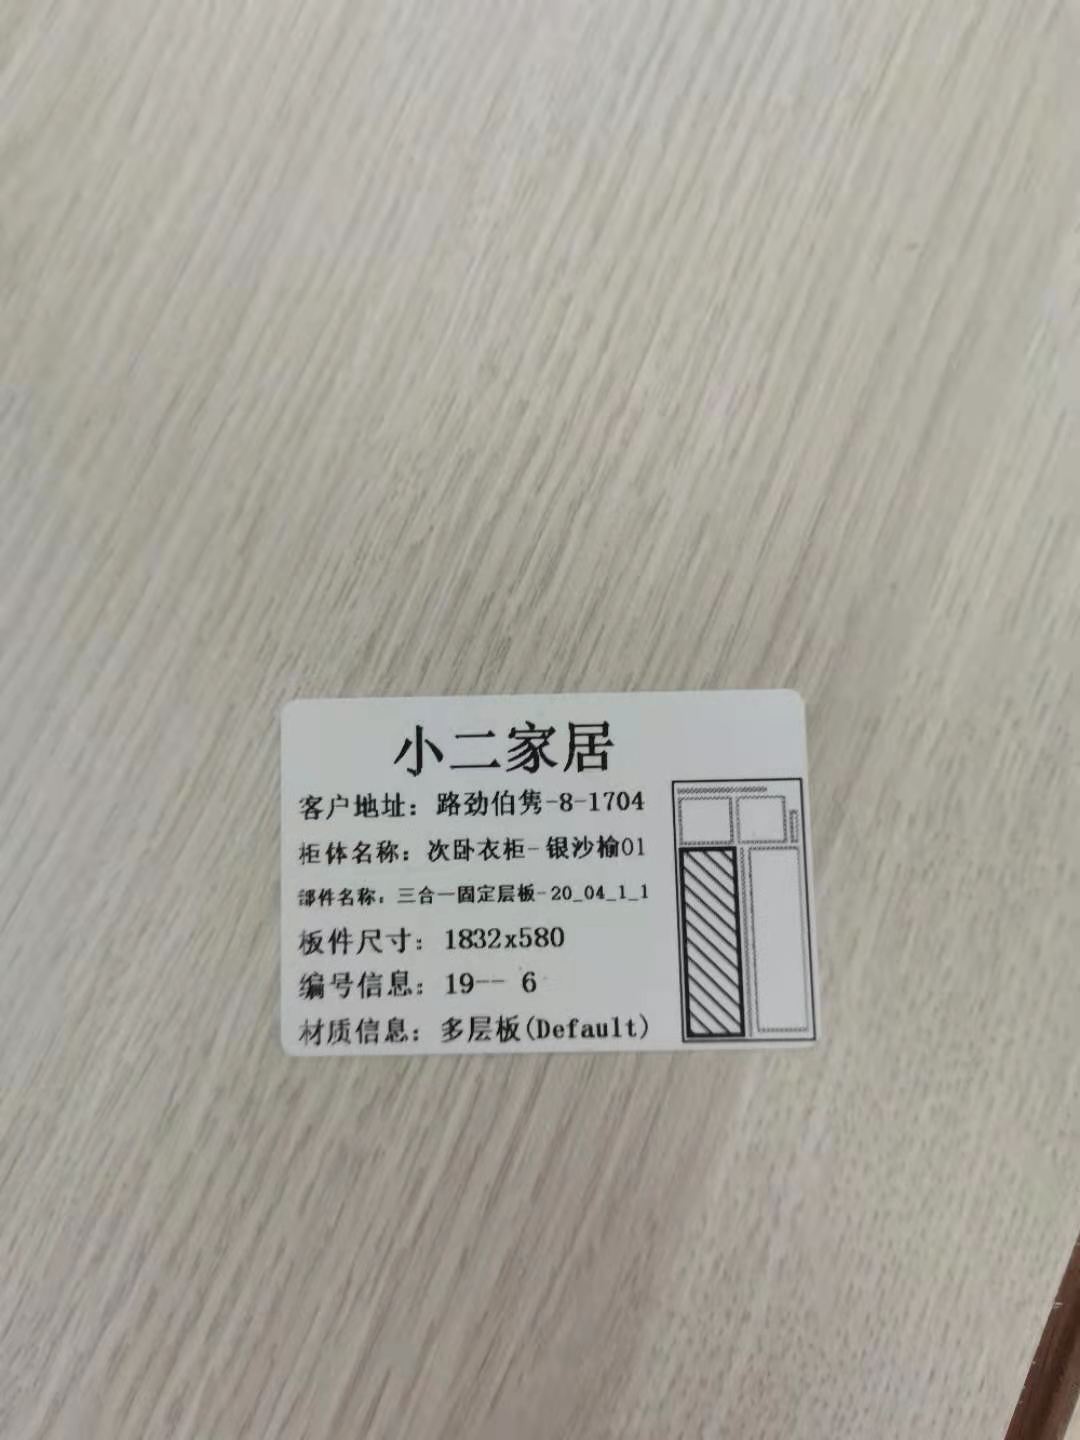 小二家居
客户地址：路劲伯隽-8-1704
柜体名称：次卧衣柜-银沙榆01
部件名称：三合一固定层板-20_04_1_1
板件尺寸：1832x580
编号信息：19-- 6
材质信息：多层板(Default)